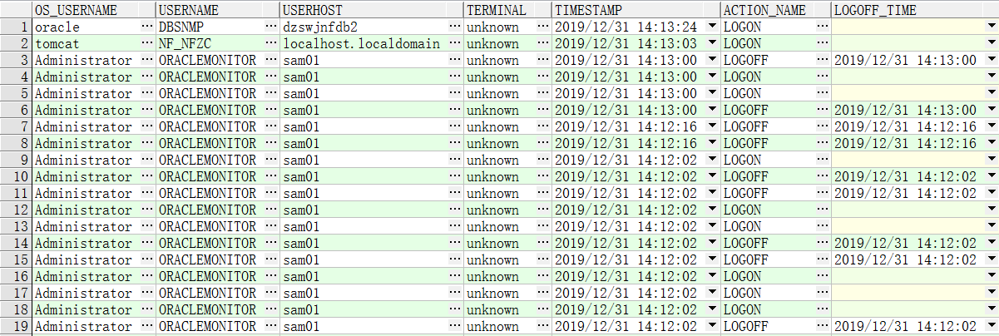 OS_USERNAME USERNAME USERHOST TERMINAL TIMESTAMP ACTION_NAME LOGOFF_TIME
1 oracle ... DBSNMP ... dzswjnfdb2 ... unknown ... 2019/12/31 14:13:24 LOGON ...
2 tomcat ... NF_NFZC ... localhost.localdomain ... unknown ... 2019/12/31 14:13:03 LOGON ...
3 Administrator ... ORACLEMONITOR ... sam01 ... unknown ... 2019/12/31 14:13:00 LOGOFF ... 2019/12/31 14:13:00
4 Administrator ... ORACLEMONITOR ... sam01 ... unknown ... 2019/12/31 14:13:00 LOGON ...
5 Administrator ... ORACLEMONITOR ... sam01 ... unknown ... 2019/12/31 14:13:00 LOGON ...
6 Administrator ... ORACLEMONITOR ... sam01 ... unknown ... 2019/12/31 14:13:00 LOGOFF ... 2019/12/31 14:13:00
7 Administrator ... ORACLEMONITOR ... sam01 ... unknown ... 2019/12/31 14:12:16 LOGOFF ... 2019/12/31 14:12:16
8 Administrator ... ORACLEMONITOR ... sam01 ... unknown ... 2019/12/31 14:12:16 LOGOFF ... 2019/12/31 14:12:16
9 Administrator ... ORACLEMONITOR ... sam01 ... unknown ... 2019/12/31 14:12:02 LOGON ...
10 Administrator ... ORACLEMONITOR ... sam01 ... unknown ... 2019/12/31 14:12:02 LOGOFF ... 2019/12/31 14:12:02
11 Administrator ... ORACLEMONITOR ... sam01 ... unknown ... 2019/12/31 14:12:02 LOGOFF ... 2019/12/31 14:12:02
12 Administrator ... ORACLEMONITOR ... sam01 ... unknown ... 2019/12/31 14:12:02 LOGON ...
13 Administrator ... ORACLEMONITOR ... sam01 ... unknown ... 2019/12/31 14:12:02 LOGON ...
14 Administrator ... ORACLEMONITOR ... sam01 ... unknown ... 2019/12/31 14:12:02 LOGOFF ... 2019/12/31 14:12:02
15 Administrator ... ORACLEMONITOR ... sam01 ... unknown ... 2019/12/31 14:12:02 LOGOFF ... 2019/12/31 14:12:02
16 Administrator ... ORACLEMONITOR ... sam01 ... unknown ... 2019/12/31 14:12:02 LOGON ...
17 Administrator ... ORACLEMONITOR ... sam01 ... unknown ... 2019/12/31 14:12:02 LOGON ...
18 Administrator ... ORACLEMONITOR ... sam01 ... unknown ... 2019/12/31 14:12:02 LOGON ...
19 Administrator ... ORACLEMONITOR ... sam01 ... unknown ... 2019/12/31 14:12:02 LOGOFF ... 2019/12/31 14:12:02